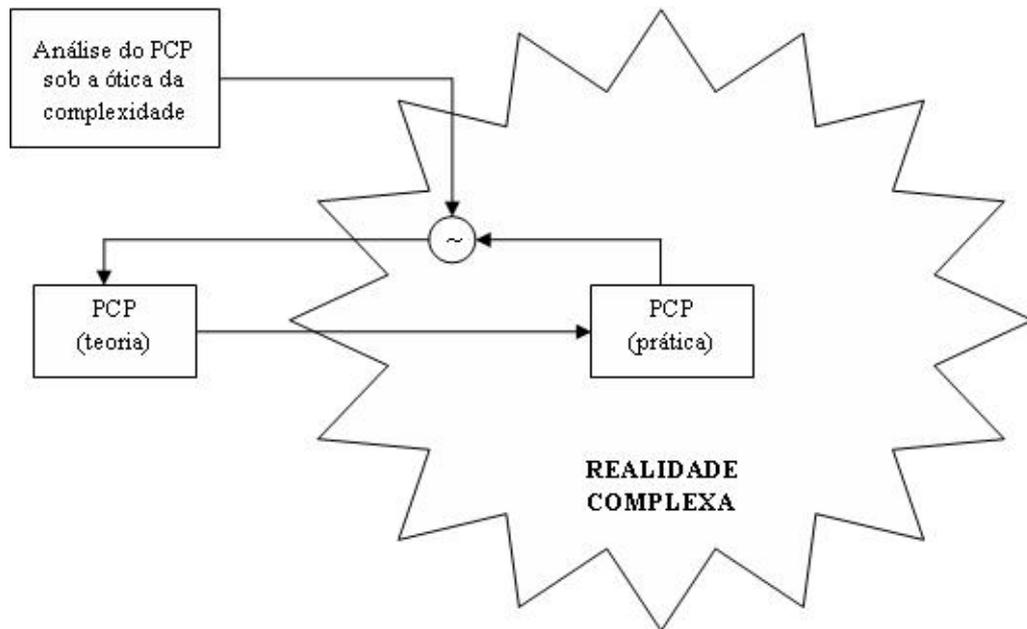 Análise do PCP
sob a ótica da
complexidade
~
PCP
(teoria)
PCP
(prática)
REALIDADE
COMPLEXA